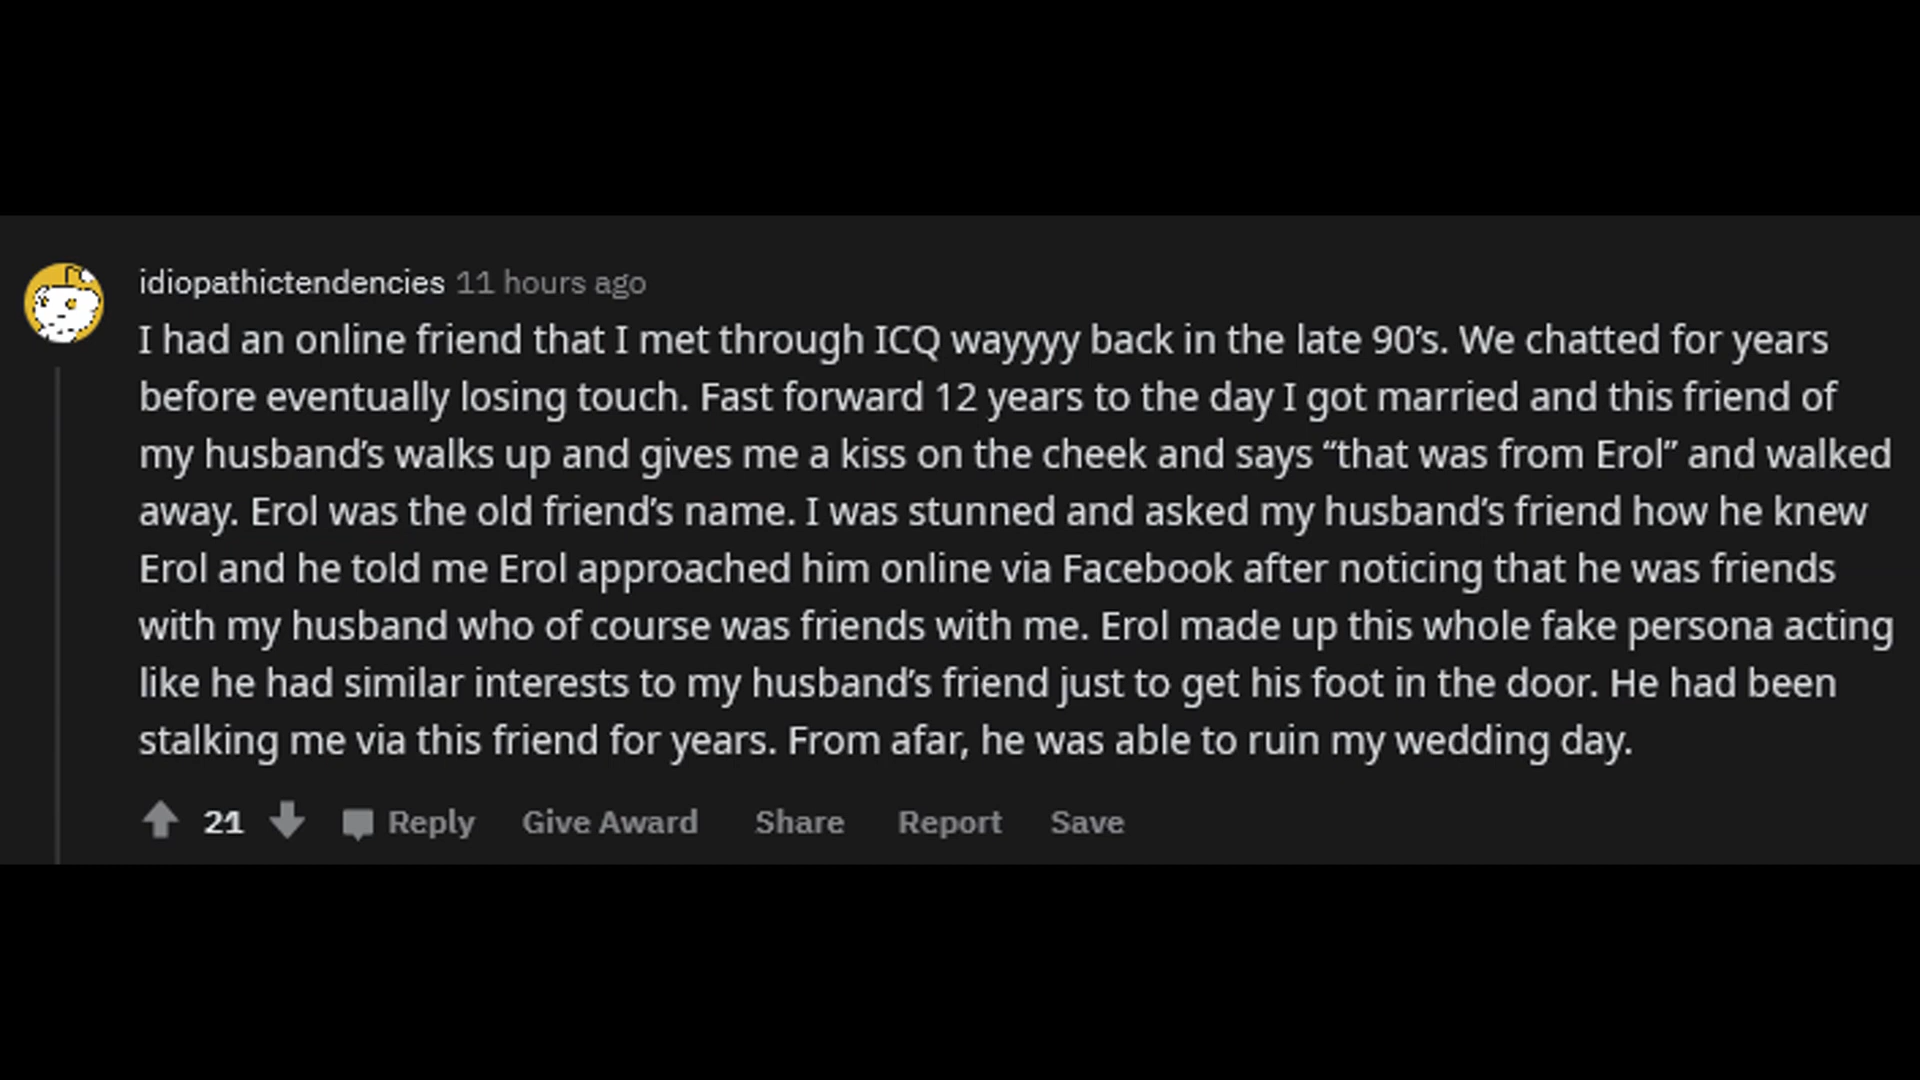 idiopathictendencies 11 hours ago
I had an online friend that I met through ICQ wayyyy back in the late 90’s. We chatted for years
before eventually losing touch. Fast forward 12 years to the day I got married and this friend of
my husband’s walks up and gives me a kiss on the cheek and says “that was from Erol” and walked
away. Erol was the old friend’s name. I was stunned and asked my husband’s friend how he knew
Erol and he told me Erol approached him online via Facebook after noticing that he was friends
with my husband who of course was friends with me. Erol made up this whole fake persona acting
like he had similar interests to my husband’s friend just to get his foot in the door. He had been
stalking me via this friend for years. From afar, he was able to ruin my wedding day.
21 Reply Give Award Share Report Save